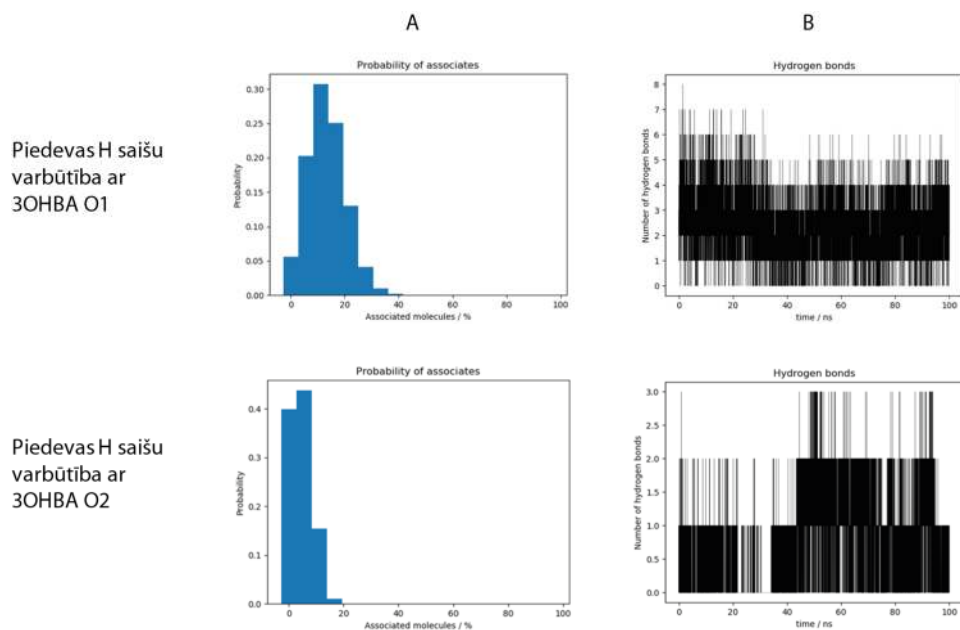 A
B
Piedevas H saišu
varbūtība ar
3OHBA O1
Probability of associates
0.30
0.25
0.20
0.15
0.10
0.05
0.00
Probability
0 20 40 60 80 100
Associated molecules / %
Hydrogen bonds
8
7
6
5
4
3
2
1
0
Number of hydrogen bonds
0 20 40 60 80 100
time / ns
Piedevas H saišu
varbūtība ar
3OHBA O2
Probability of associates
0.4
0.3
0.2
0.1
0.0
Probability
0 20 40 60 80 100
Associated molecules / %
Hydrogen bonds
3.0
2.5
2.0
1.5
1.0
0.5
0.0
Number of hydrogen bonds
0 20 40 60 80 100
time / ns